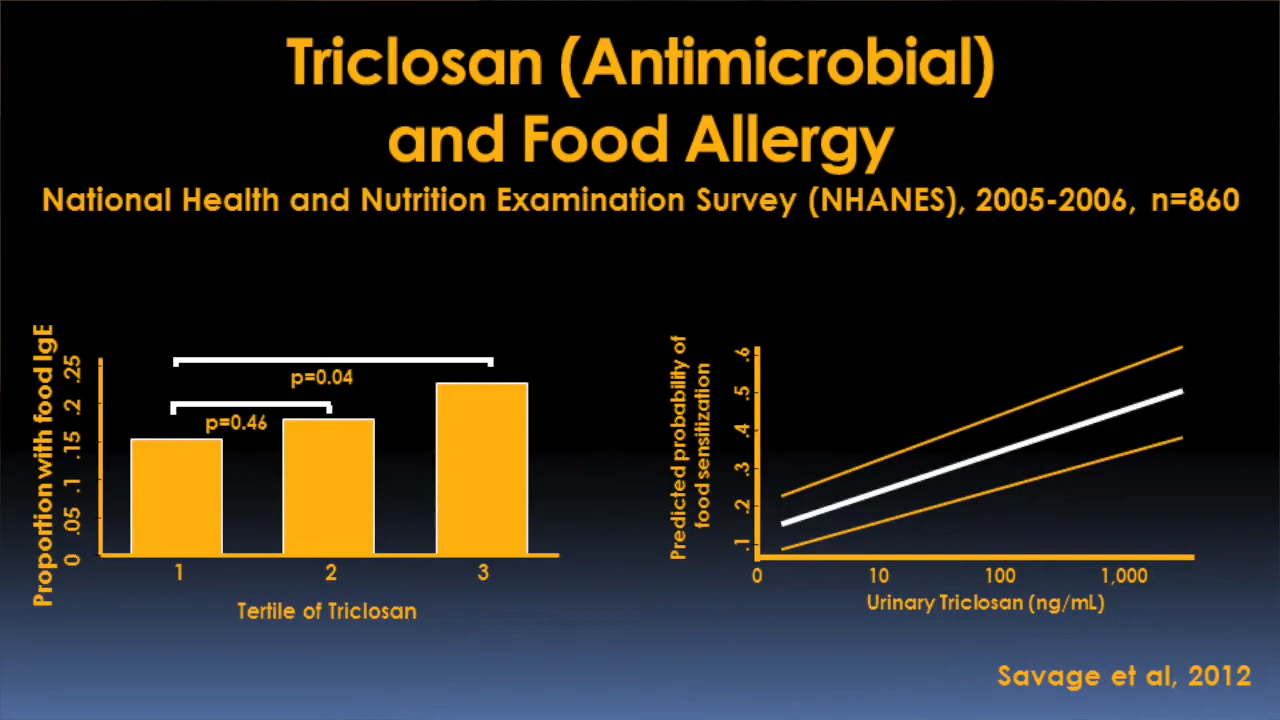 Triclosan (Antimicrobial)
and Food Allergy
National Health and Nutrition Examination Survey (NHANES), 2005-2006, n=860
Proportion with food IgE
.25
.2
.15
.1
.05
0
p=0.04
p=0.46
1 2 3
Tertile of Triclosan
Predicted probability of
food sensitization
.6
.5
.4
.3
.2
.1
0 10 100 1,000
Urinary Triclosan (ng/mL)
Savage et al, 2012